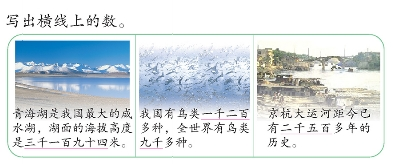 写出横线上的数。
青海湖是我国最大的咸
水湖，湖面的海拔高度
是三千一百九十四米。
我国有鸟类一千二百
多种，全世界有鸟类
九千多种。
京杭大运河距今已
有二千五百多年的
历史。